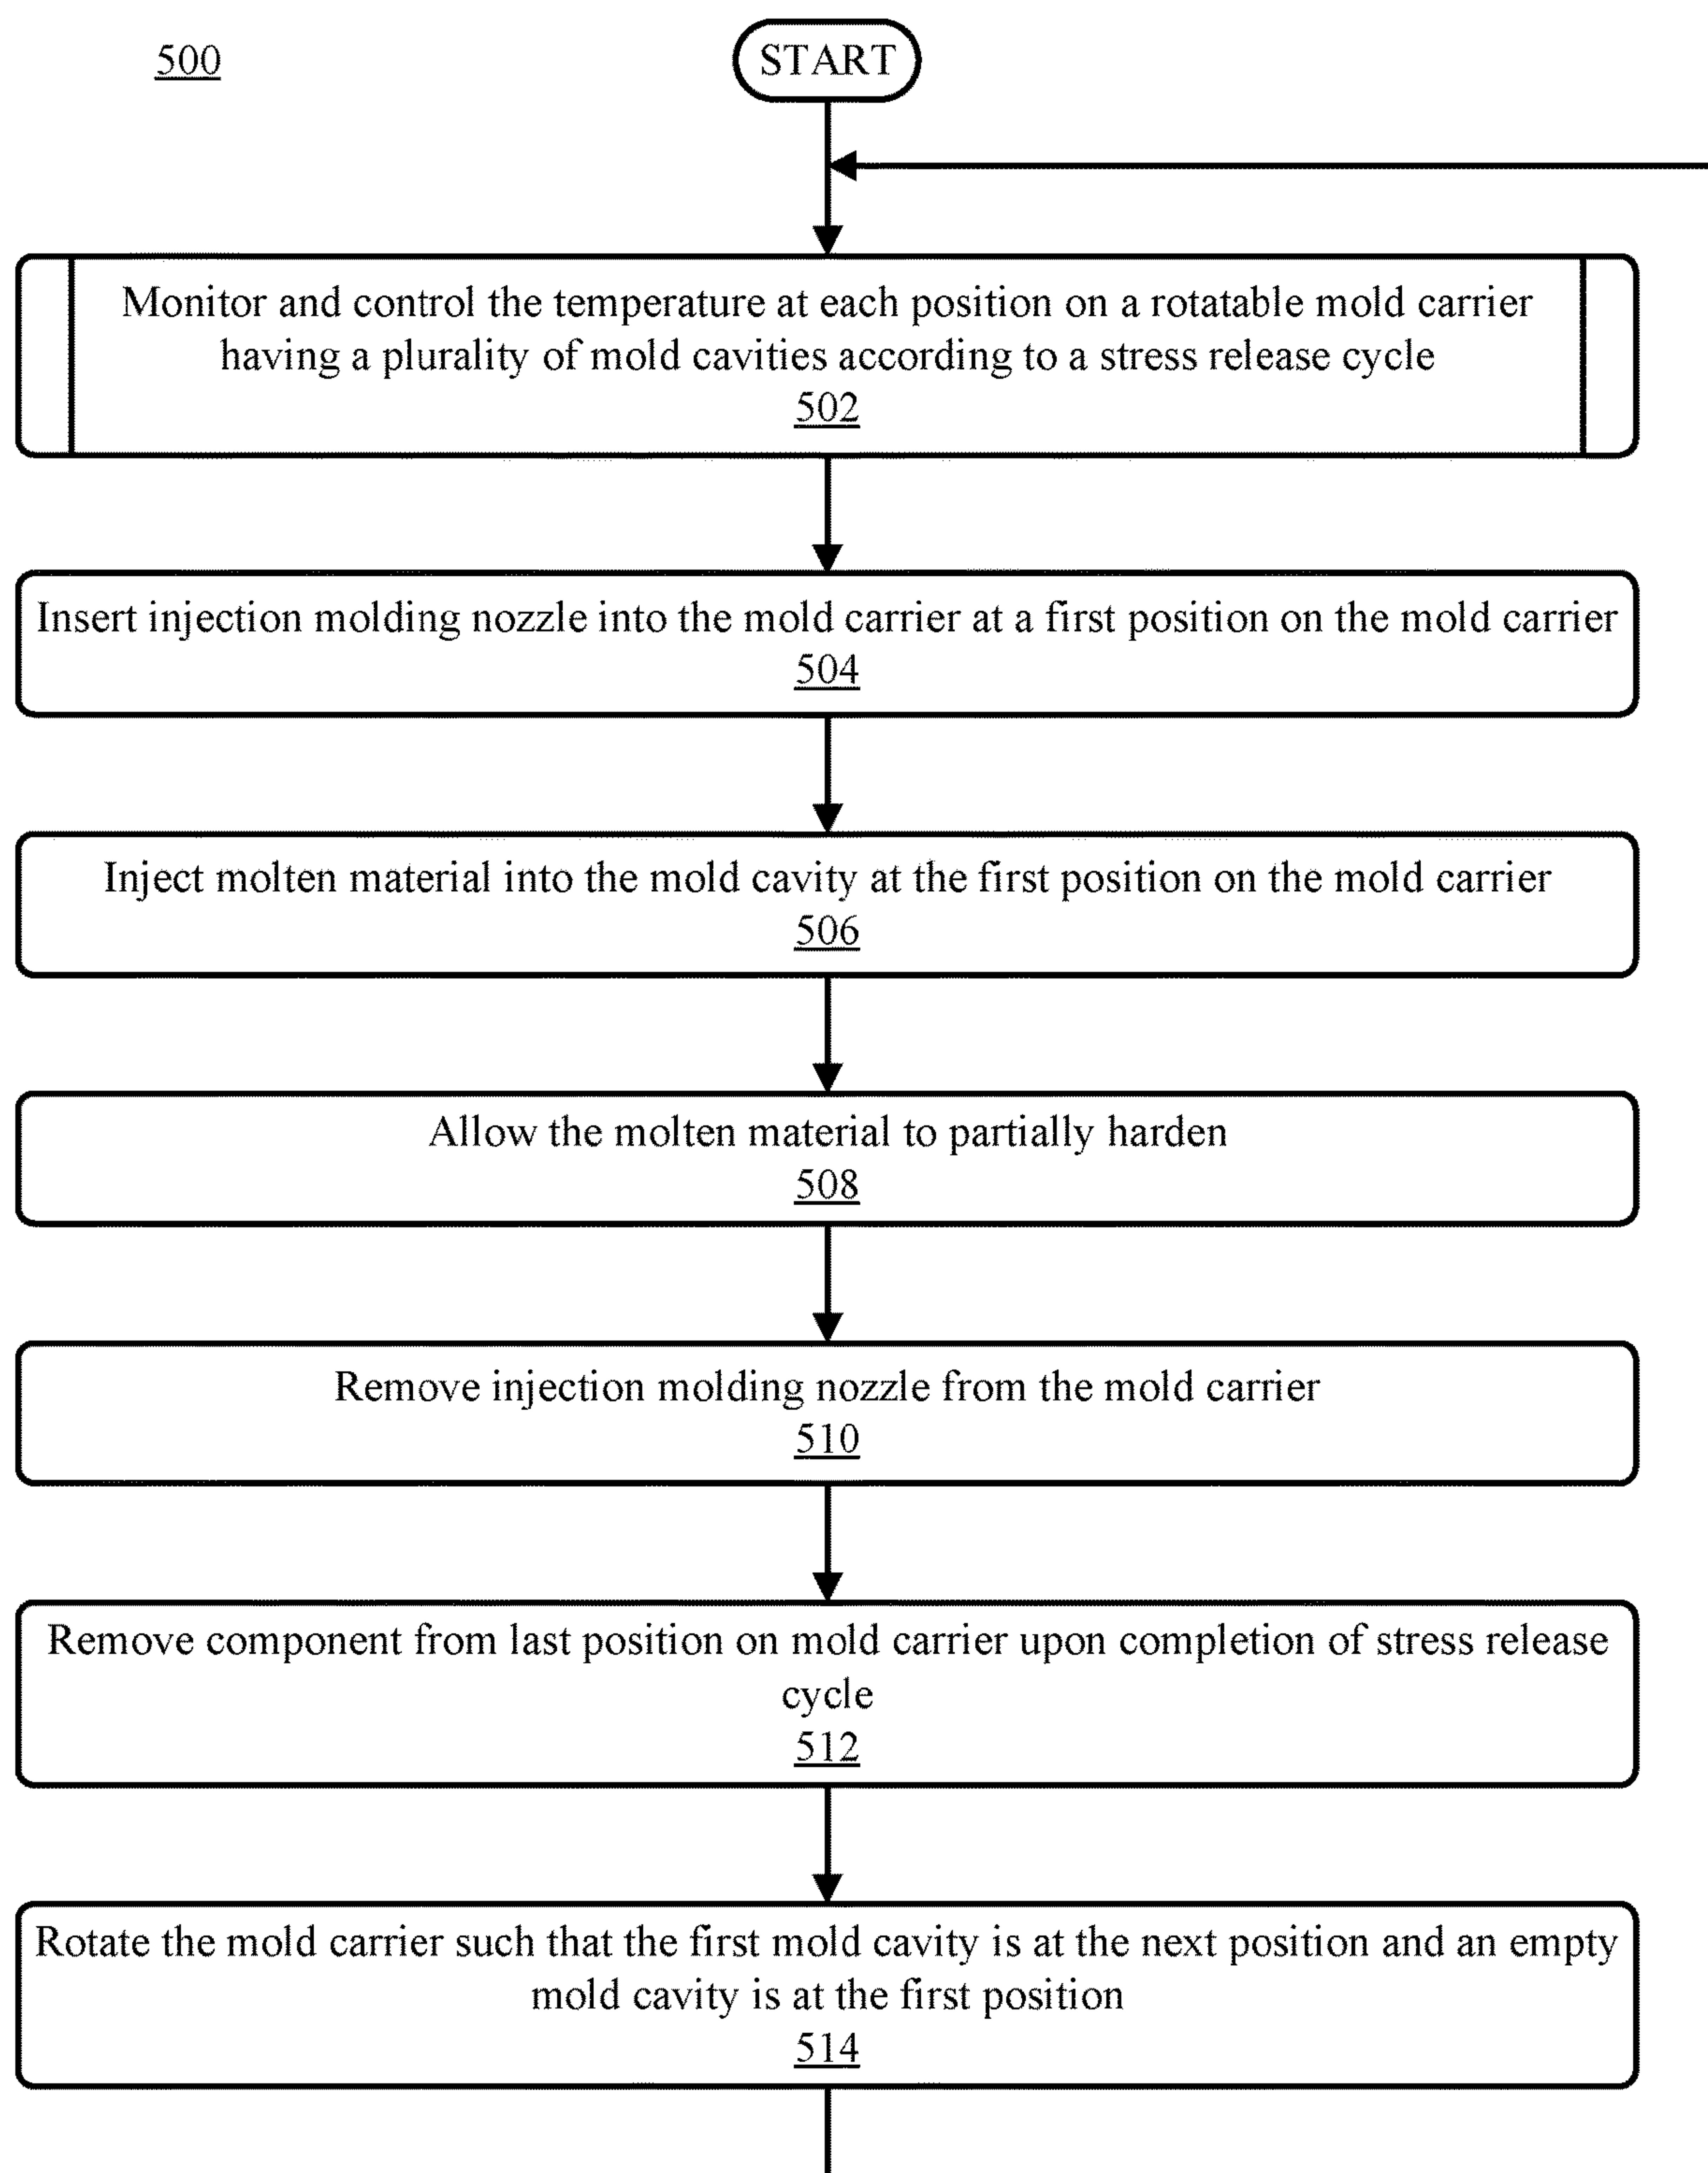 500
START
Monitor and control the temperature at each position on a rotatable mold carrier
having a plurality of mold cavities according to a stress release cycle
502
Insert injection molding nozzle into the mold carrier at a first position on the mold carrier
504
Inject molten material into the mold cavity at the first position on the mold carrier
506
Allow the molten material to partially harden
508
Remove injection molding nozzle from the mold carrier
510
Remove component from last position on mold carrier upon completion of stress release
cycle
512
Rotate the mold carrier such that the first mold cavity is at the next position and an empty
mold cavity is at the first position
514